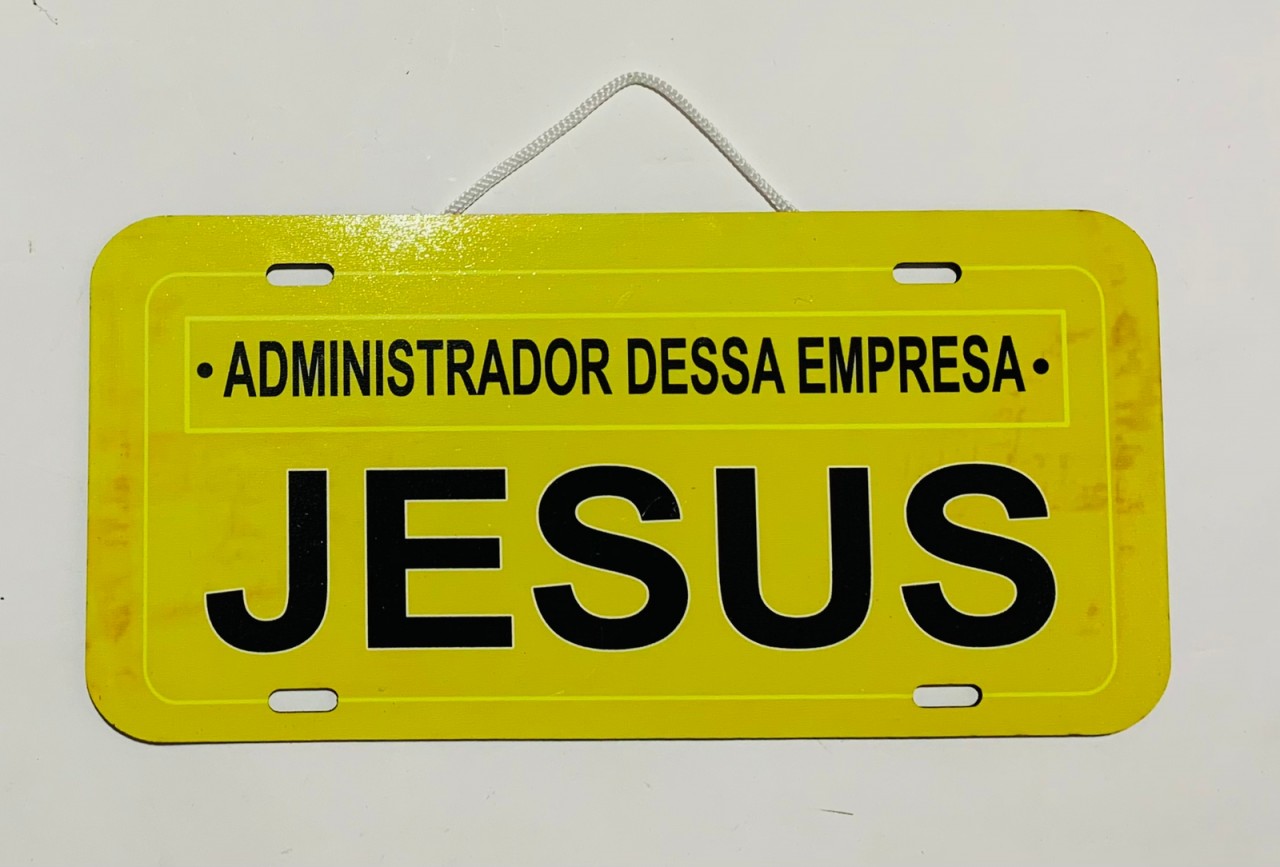 • ADMINISTRADOR DESSA EMPRESA •
JESUS